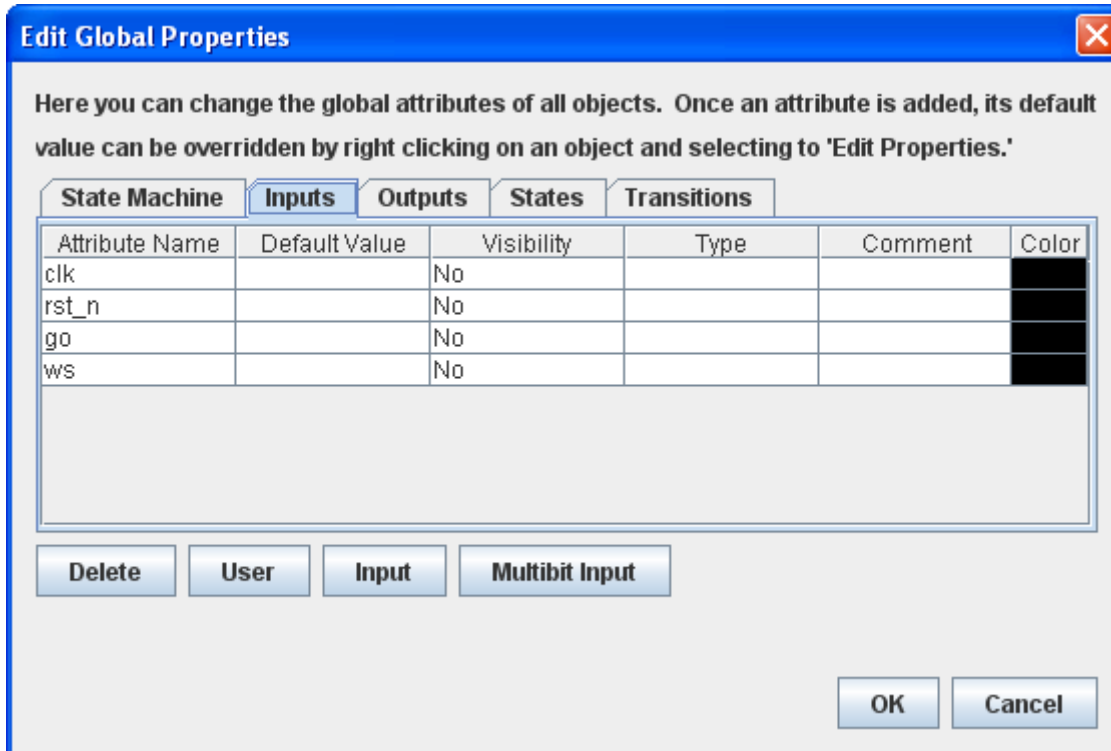 Edit Global Properties
Here you can change the global attributes of all objects.  Once an attribute is added, its default
value can be overridden by right clicking on an object and selecting to 'Edit Properties.'
State Machine Inputs Outputs States Transitions
Attribute Name Default Value Visibility Type Comment Color
clk No
rst_n No
go No
ws No
Delete User Input Multibit Input
OK Cancel